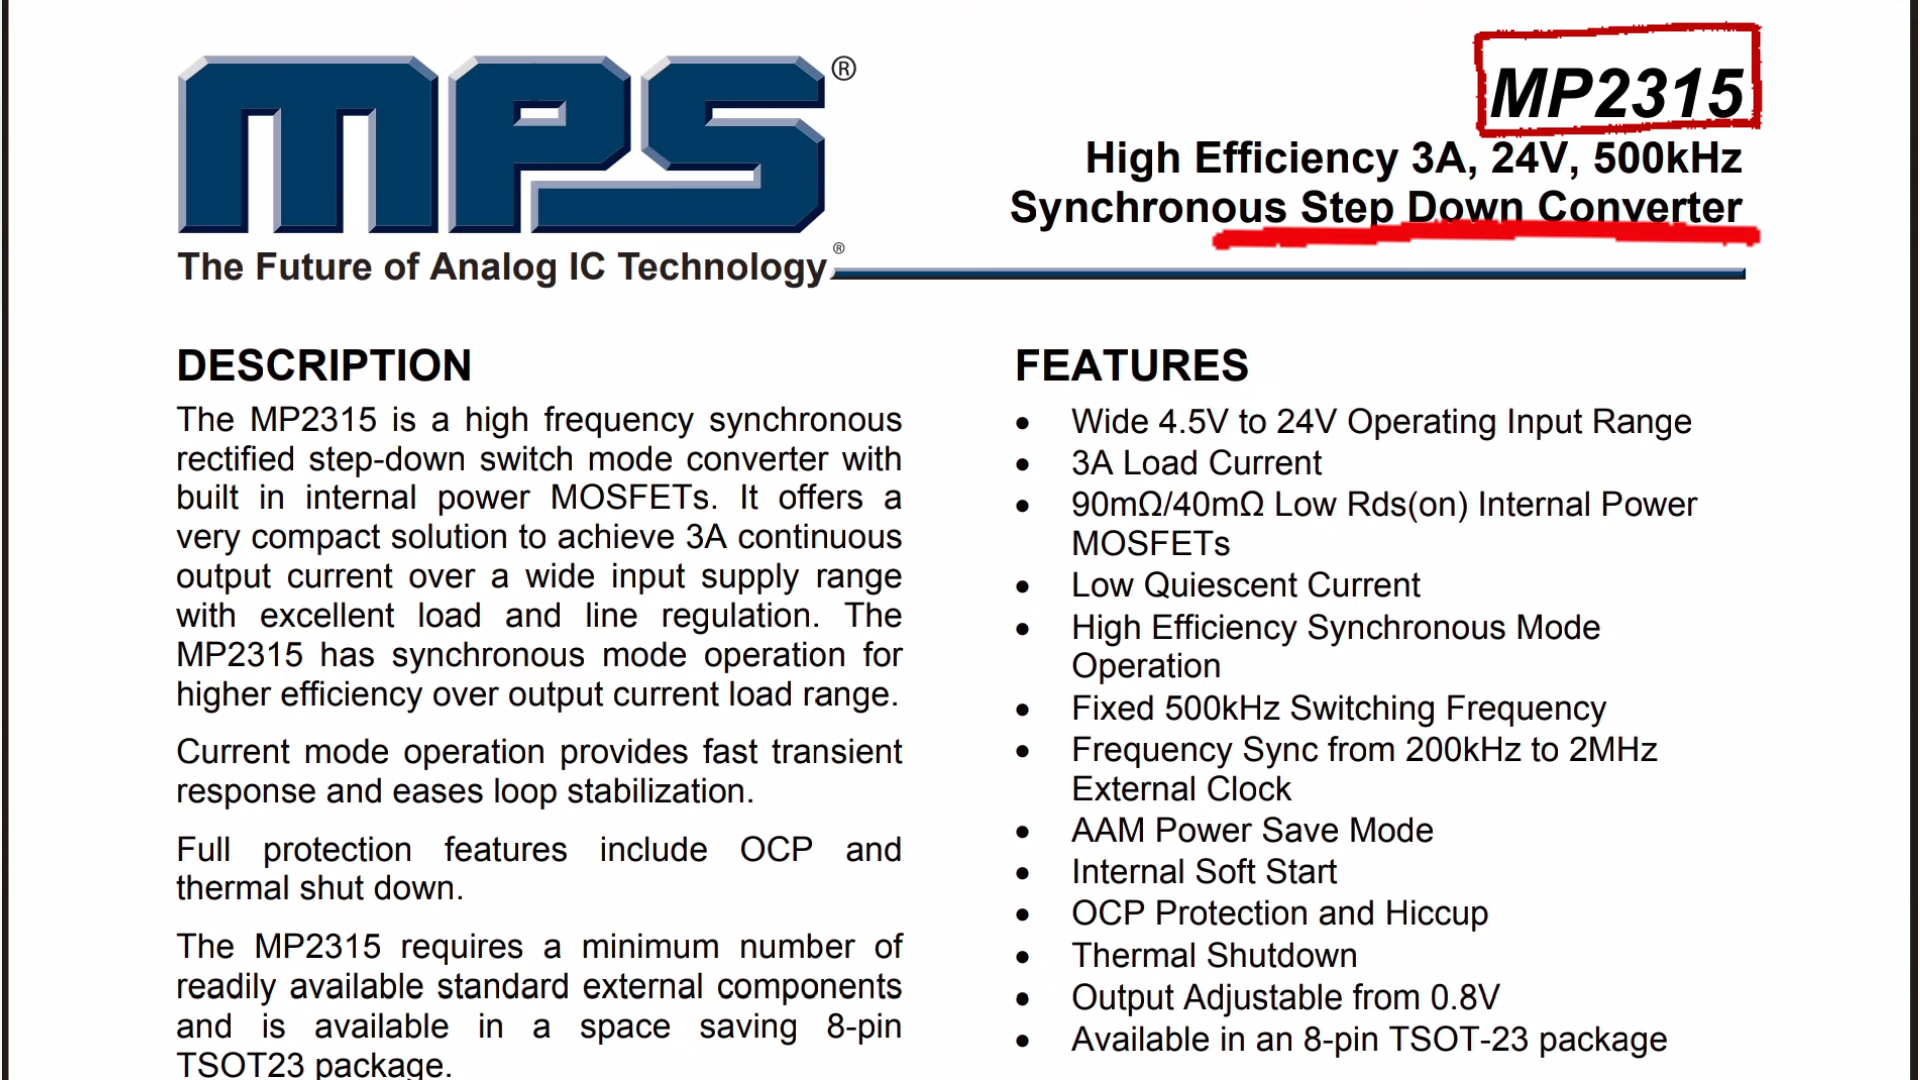 MPS®
The Future of Analog IC Technology®
MP2315
High Efficiency 3A, 24V, 500kHz
Synchronous Step Down Converter
DESCRIPTION
The MP2315 is a high frequency synchronous
rectified step-down switch mode converter with
built in internal power MOSFETs. It offers a
very compact solution to achieve 3A continuous
output current over a wide input supply range
with excellent load and line regulation. The
MP2315 has synchronous mode operation for
higher efficiency over output current load range.
Current mode operation provides fast transient
response and eases loop stabilization.
Full protection features include OCP and
thermal shut down.
The MP2315 requires a minimum number of
readily available standard external components
and is available in a space saving 8-pin
TSOT23 package.
FEATURES
• Wide 4.5V to 24V Operating Input Range
• 3A Load Current
• 90mΩ/40mΩ Low Rds(on) Internal Power
MOSFETs
• Low Quiescent Current
• High Efficiency Synchronous Mode
Operation
• Fixed 500kHz Switching Frequency
• Frequency Sync from 200kHz to 2MHz
External Clock
• AAM Power Save Mode
• Internal Soft Start
• OCP Protection and Hiccup
• Thermal Shutdown
• Output Adjustable from 0.8V
• Available in an 8-pin TSOT-23 package